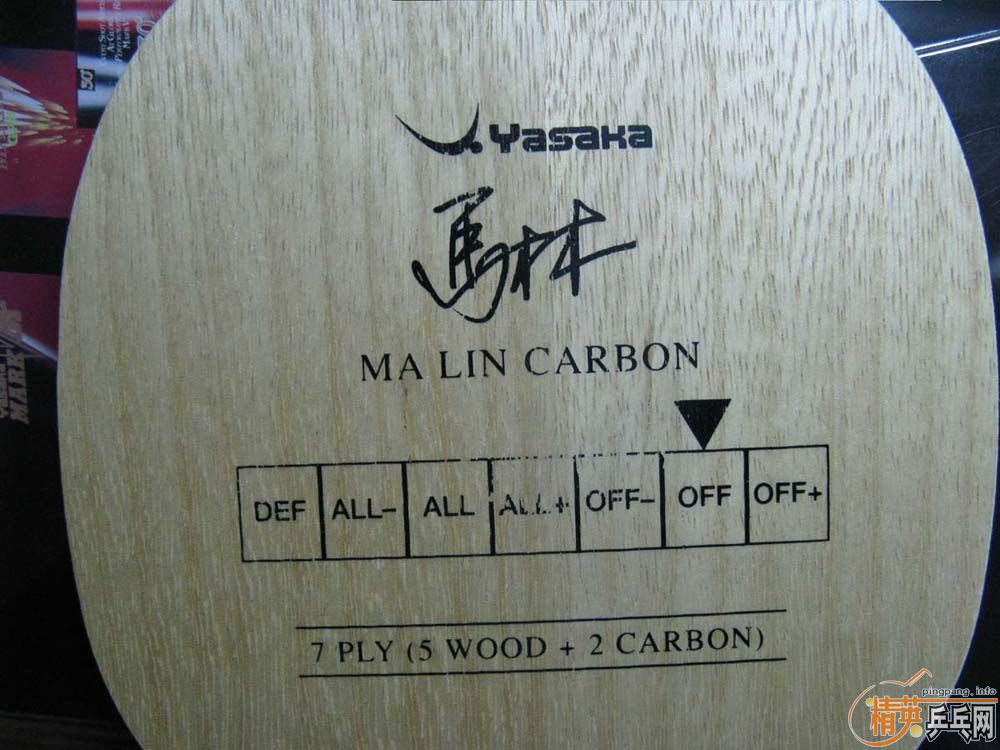 Yasaka
馬林
MA LIN CARBON
DEF ALL- ALL ALL+ OFF- OFF OFF+
7 PLY (5 WOOD + 2 CARBON)
pingpang.info
精英乒乓网